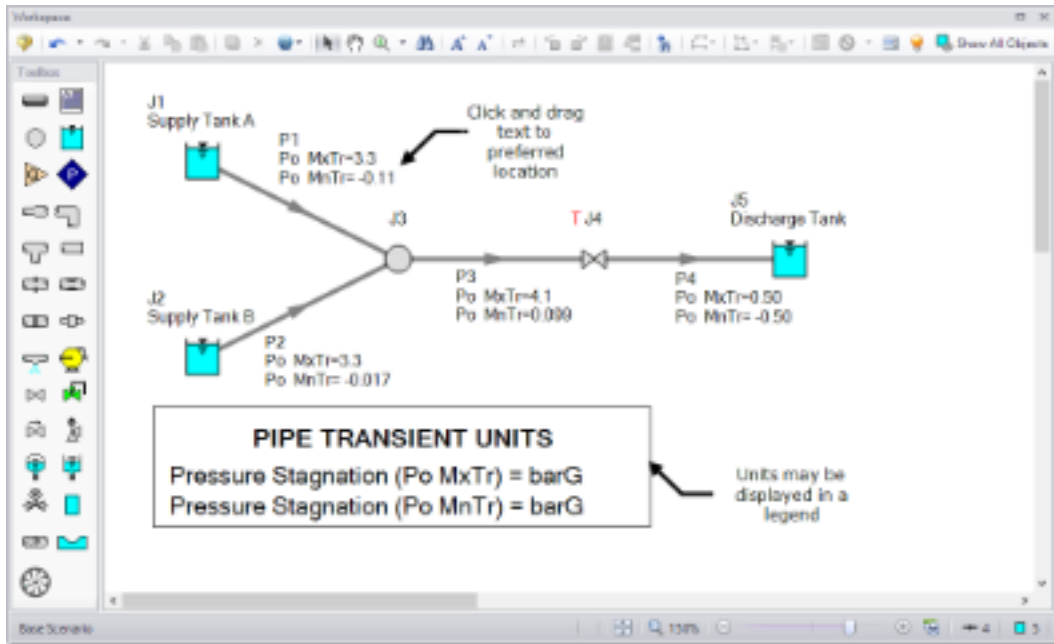 Workspace
Show All Objects
Toolbox
J1
Supply Tank A
P1
Po MxTr=3.3
Po MnTr= -0.11
Click and drag
text to
preferred
location
J3
T J4
J5
Discharge Tank
P3
Po MxTr=4.1
Po MnTr=0.099
P4
Po MxTr=0.50
Po MnTr= -0.50
J2
Supply Tank B
P2
Po MxTr=3.3
Po MnTr= -0.017
PIPE TRANSIENT UNITS
Pressure Stagnation (Po MxTr) = barG
Pressure Stagnation (Po MnTr) = barG
Units may be
displayed in a
legend
Base Scenario
150%
4
5